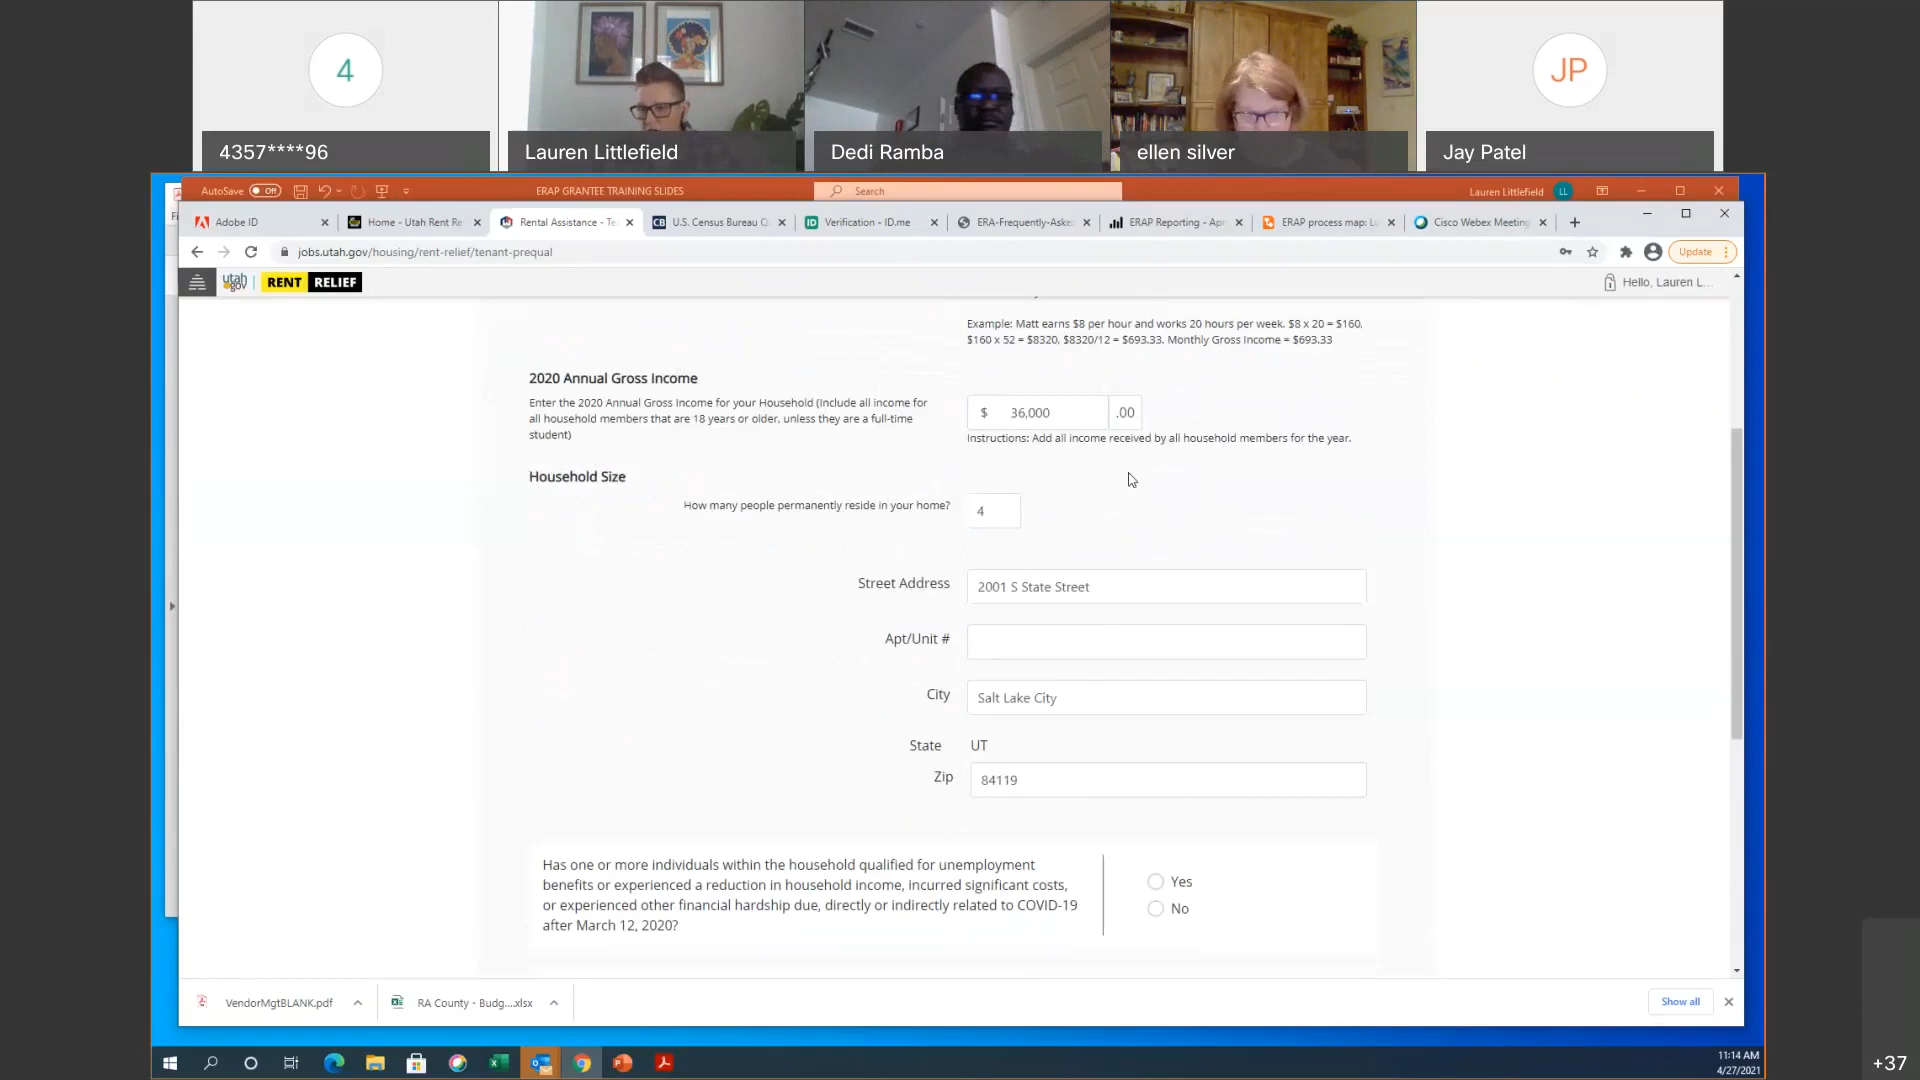 4
JP
4357****96
Lauren Littlefield
Dedi Ramba
ellen silver
Jay Patel
AutoSave Off
ERAP GRANTEE TRAINING SLIDES
Search
Lauren Littlefield LL
Adobe ID
Home - Utah Rent Re
Rental Assistance - Te
CB U.S. Census Bureau Q
ID Verification - ID.me
ERA-Frequently-Aske
ERAP Reporting - Apr
ERAP process map: Lu
Cisco Webex Meeting
jobs.utah.gov/housing/rent-relief/tenant-prequal
Update
utah gov RENT RELIEF
Hello, Lauren L...
Example: Matt earns $8 per hour and works 20 hours per week. $8 x 20 = $160.
$160 x 52 = $8320, $8320/12 = $693.33. Monthly Gross Income = $693.33
2020 Annual Gross Income
Enter the 2020 Annual Gross Income for your Household (Include all income for
all household members that are 18 years or older, unless they are a full-time
student)
$ 36,000 .00
Instructions: Add all income received by all household members for the year.
Household Size
How many people permanently reside in your home? 4
Street Address 2001 S State Street
Apt/Unit #
City Salt Lake City
State UT
Zip 84119
Has one or more individuals within the household qualified for unemployment
benefits or experienced a reduction in household income, incurred significant costs,
or experienced other financial hardship due, directly or indirectly related to COVID-19
after March 12, 2020?
Yes
No
VendorMgtBLANK.pdf
RA County - Budg....xlsx
Show all
11:14 AM
4/27/2021
+37